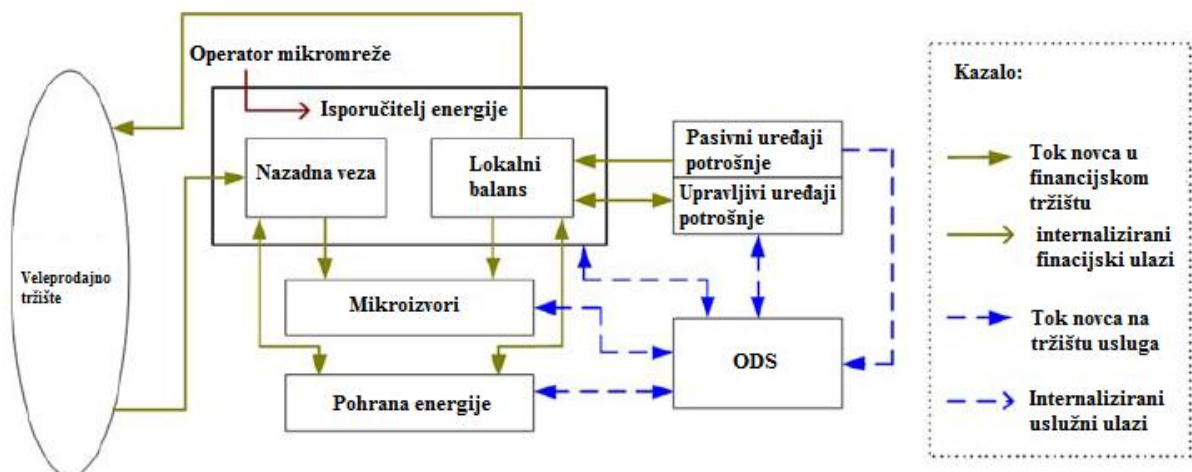 Operator mikromreže
Isporučitelj energije
Nazadna veza
Lokalni
balans
Pasivni uređaji
potrošnje
Upravljivi uređaji
potrošnje
Veleprodajno
tržište
Mikroizvori
Pohrana energije
ODS
Kazalo:
Tok novca u
financijskom
tržištu
internalizirani
finacijski ulazi
Tok novca na
tržištu usluga
Internalizirani
uslužni ulazi